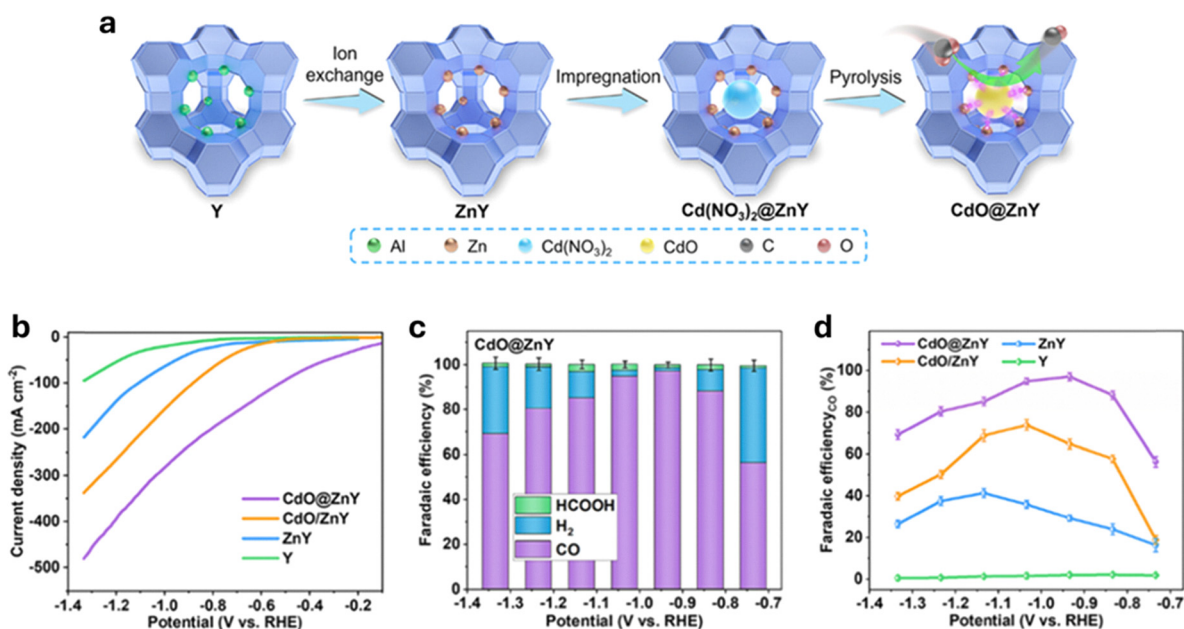 a
Ion
exchange
Impregnation
Pyrolysis
Y
ZnY
Cd(NO₃)₂@ZnY
CdO@ZnY
Al
Zn
Cd(NO₃)₂
CdO
C
O
b
Current density (mA cm⁻²)
0
-100
-200
-300
-400
-500
CdO@ZnY
CdO/ZnY
ZnY
Y
-1.4 -1.2 -1.0 -0.8 -0.6 -0.4 -0.2
Potential (V vs. RHE)
c
CdO@ZnY
Faradaic efficiency (%)
100
80
60
40
20
0
HCOOH
H₂
CO
-1.4 -1.3 -1.2 -1.1 -1.0 -0.9 -0.8 -0.7
Potential (V vs. RHE)
d
CdO@ZnY ZnY
CdO/ZnY Y
Faradaic efficiency_CO (%)
100
80
60
40
20
0
-1.4 -1.3 -1.2 -1.1 -1.0 -0.9 -0.8 -0.7
Potential (V vs. RHE)